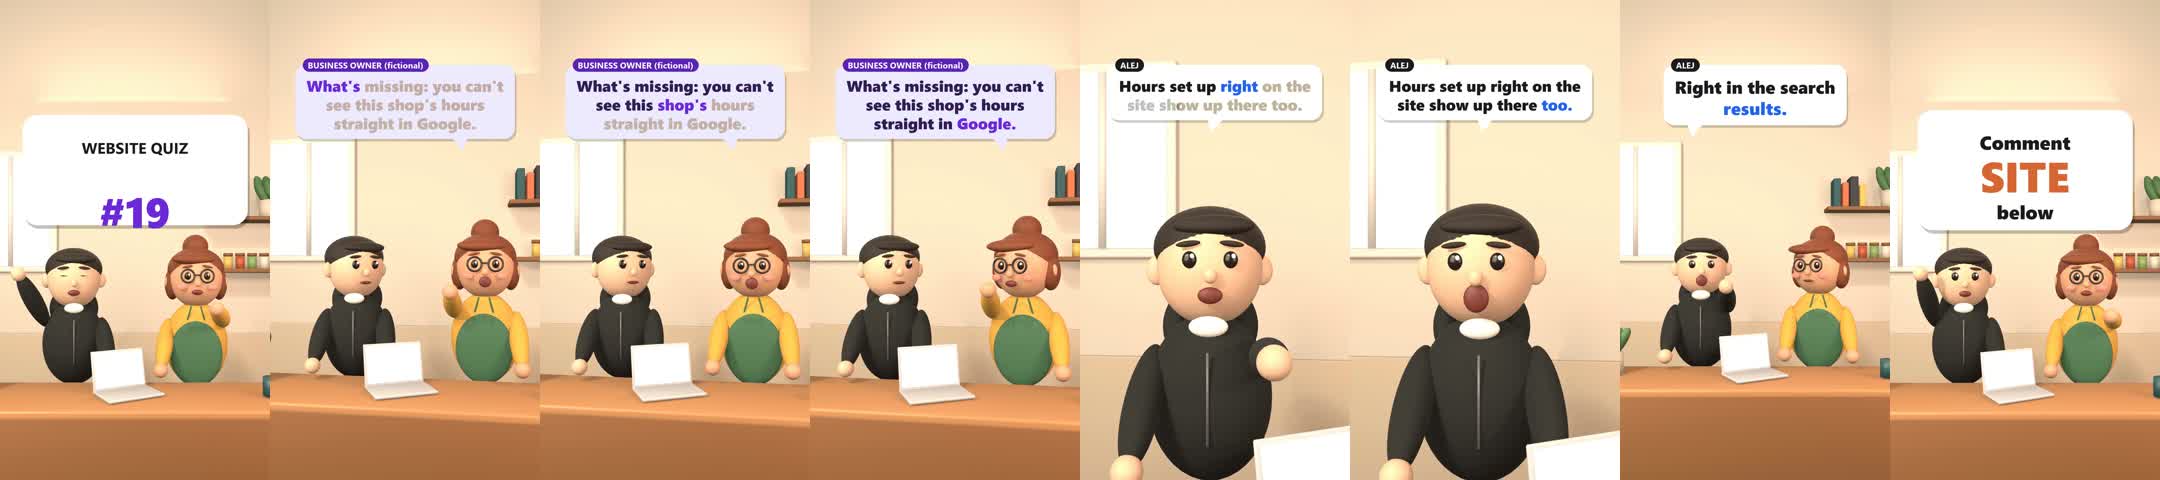 WEBSITE QUIZ
#19
BUSINESS OWNER (fictional)
What's missing: you can't
see this shop's hours
straight in Google.
BUSINESS OWNER (fictional)
What's missing: you can't
see this shop's hours
straight in Google.
BUSINESS OWNER (fictional)
What's missing: you can't
see this shop's hours
straight in Google.
ALEJ
Hours set up right on the
site show up there too.
ALEJ
Hours set up right on the
site show up there too.
ALEJ
Right in the search
results.
Comment
SITE
below